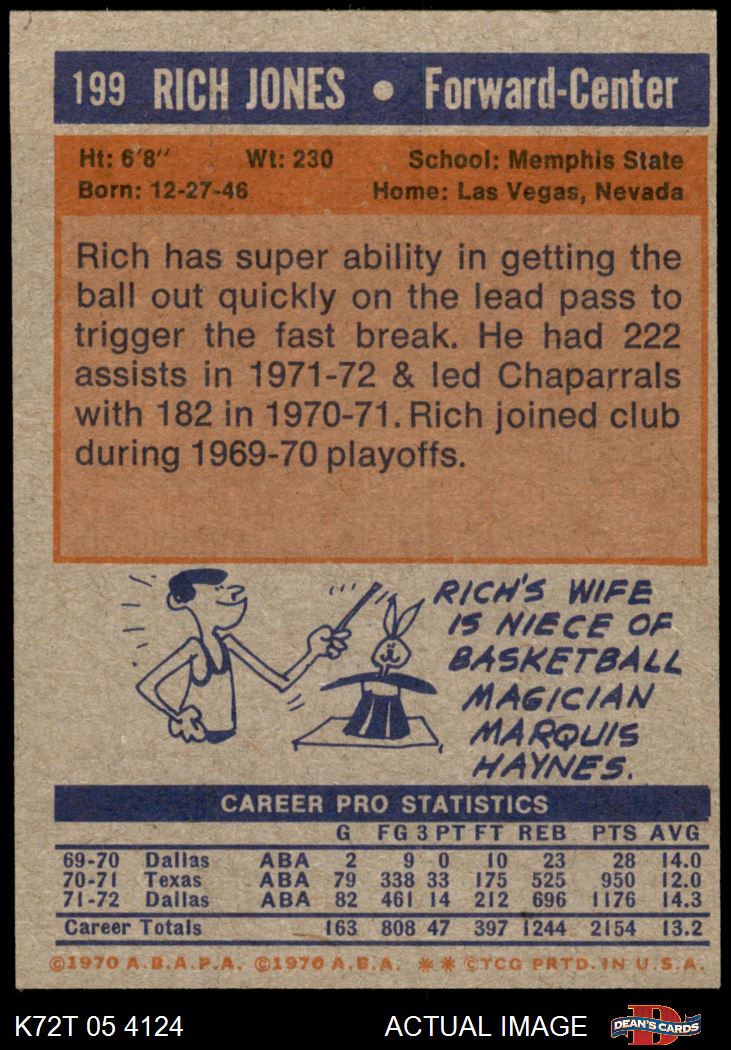 199 RICH JONES • Forward-Center
Ht: 6'8" Wt: 230 School: Memphis State
Born: 12-27-46 Home: Las Vegas, Nevada
Rich has super ability in getting the
ball out quickly on the lead pass to
trigger the fast break. He had 222
assists in 1971-72 & led Chaparrals
with 182 in 1970-71. Rich joined club
during 1969-70 playoffs.
RICH'S WIFE
IS NIECE OF
BASKETBALL
MAGICIAN
MARQUIS
HAYNES.
CAREER PRO STATISTICS
G FG 3 PT FT REB PTS AVG
69-70 Dallas ABA 2 9 0 10 23 28 14.0
70-71 Texas ABA 79 338 33 175 525 950 12.0
71-72 Dallas ABA 82 461 14 212 696 1176 14.3
Career Totals 163 808 47 397 1244 2154 13.2
©1970 A.B.A.P.A. ©1970 A.B.A. ** ©TCG PRTD. IN U.S.A.
K72T 05 4124 ACTUAL IMAGE DEAN'S CARDS